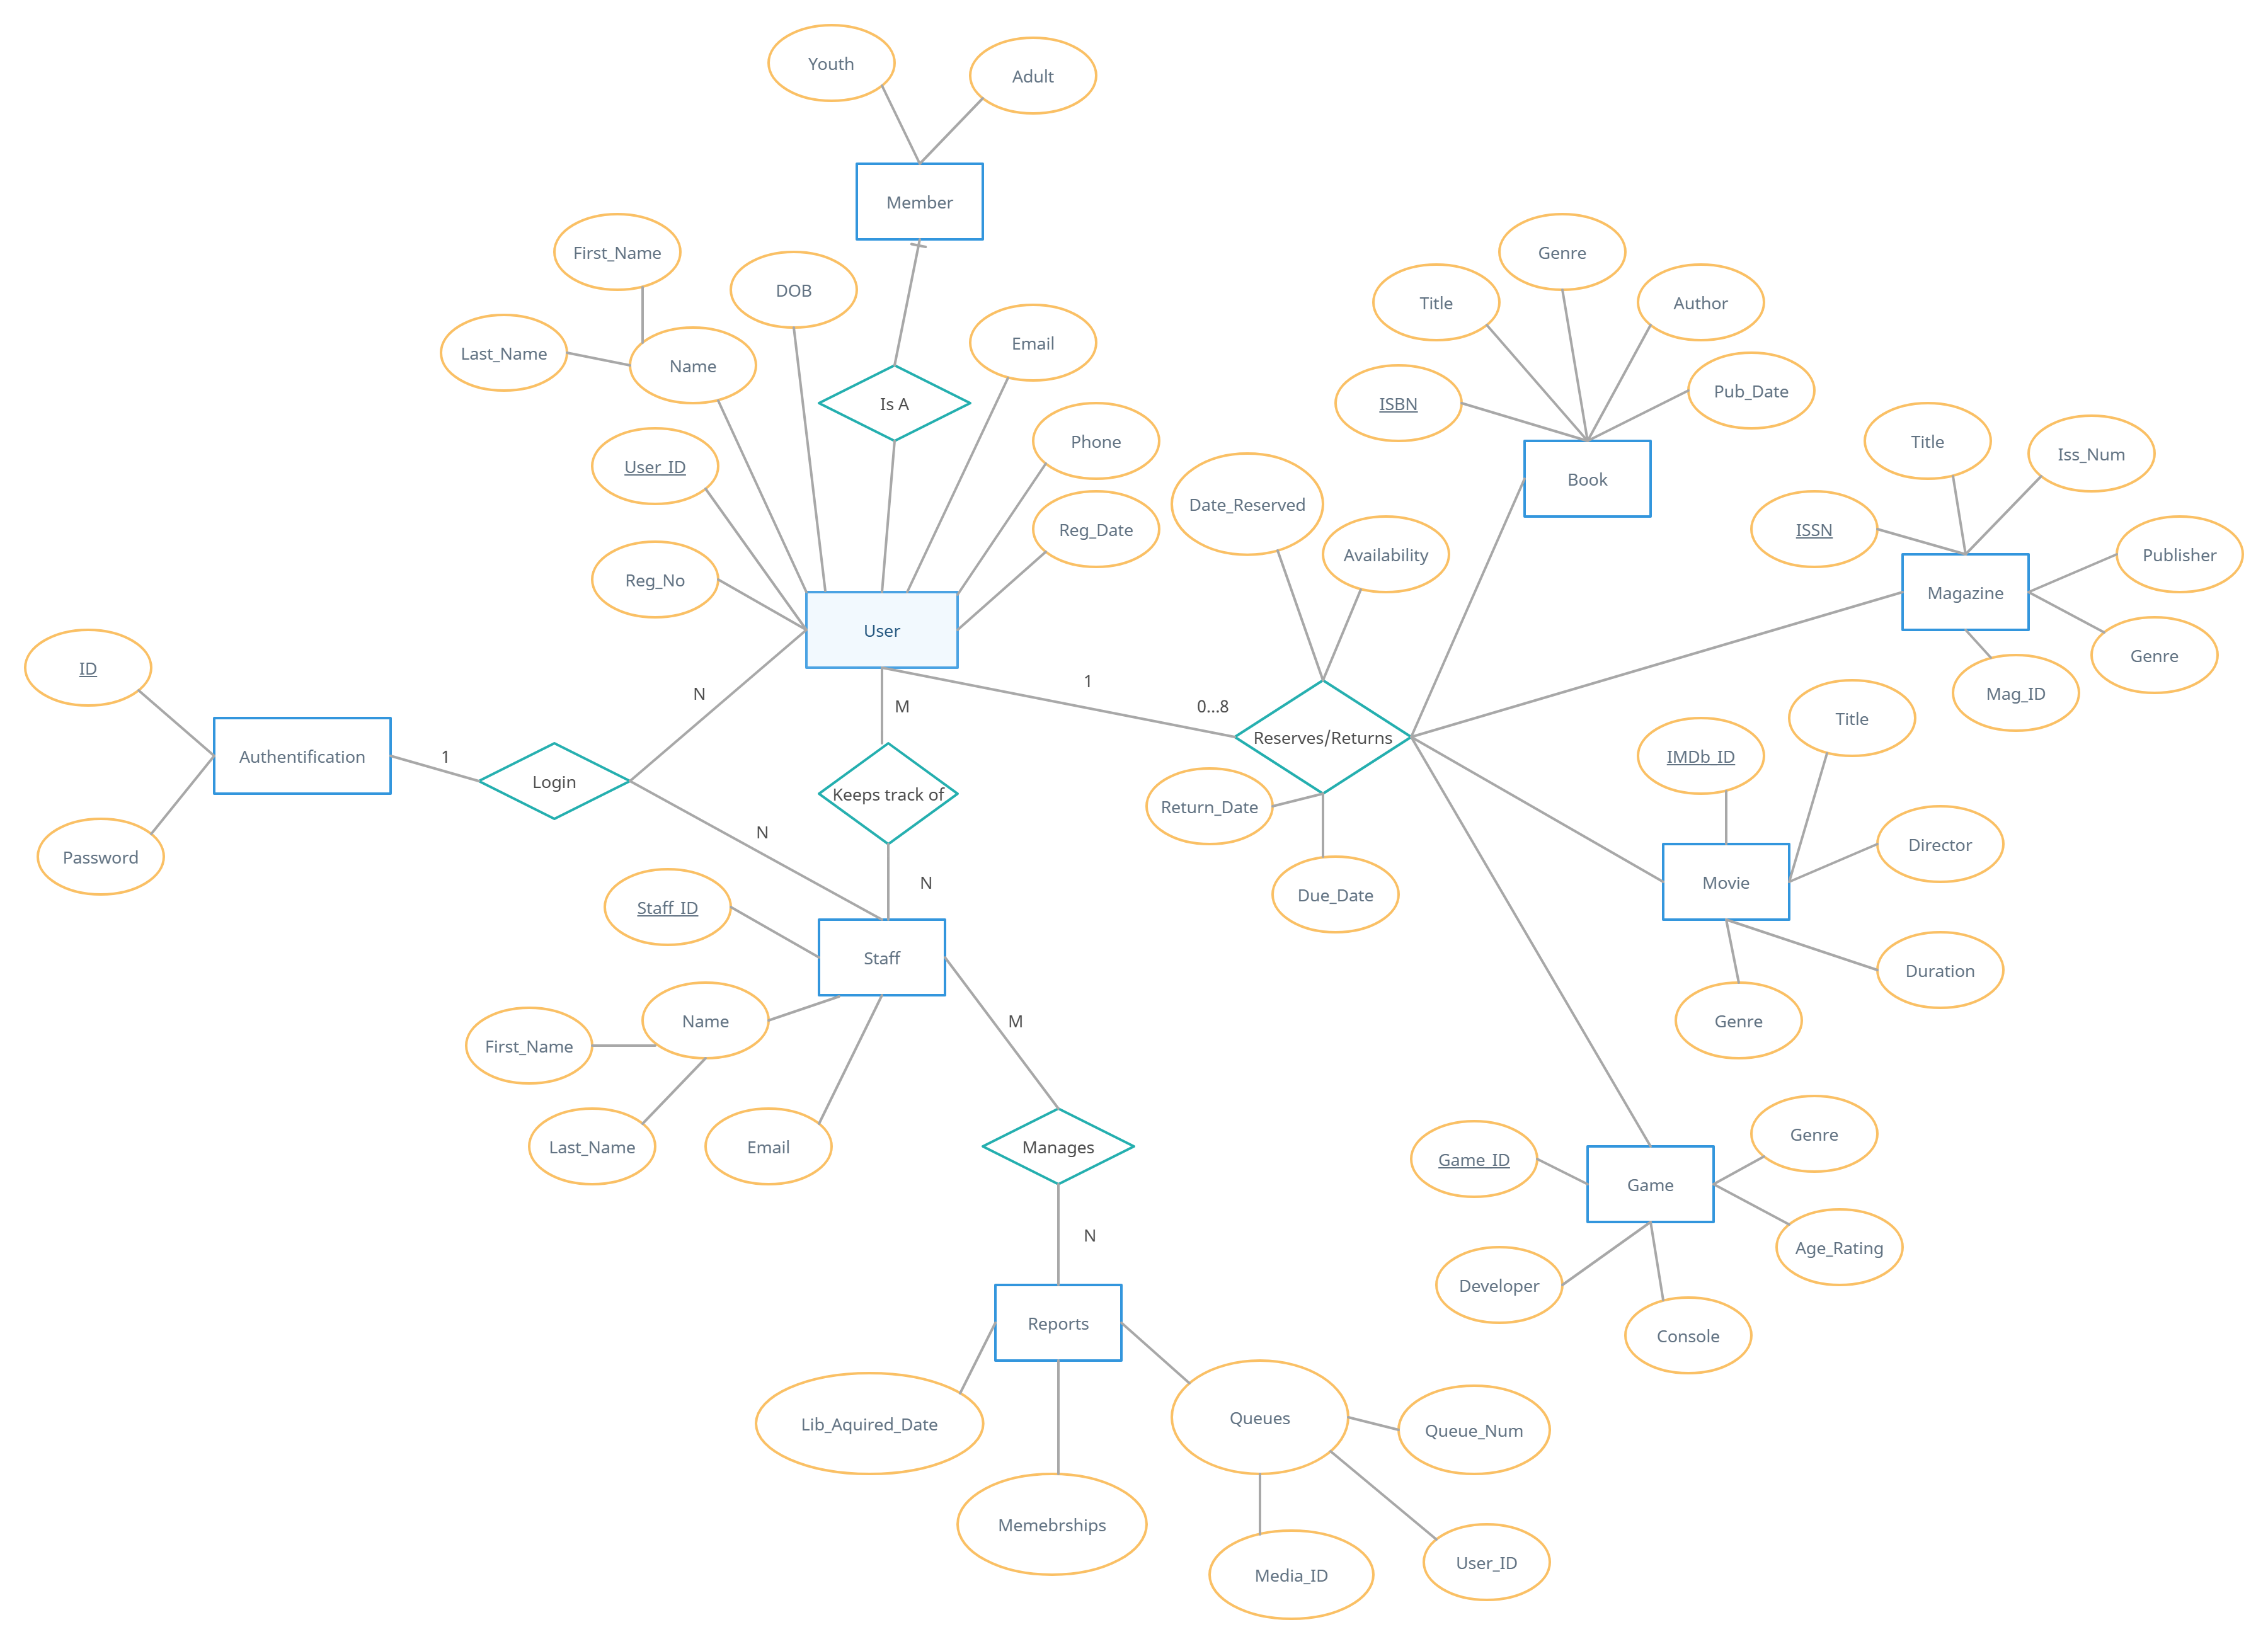 Youth
Adult
Member
First_Name
DOB
Last_Name
Name
Email
Is A
User_ID
Phone
Reg_No
Reg_Date
User
Genre
Title
Author
ISBN
Pub_Date
Book
Title
Iss_Num
ISSN
Publisher
Magazine
Genre
Mag_ID
Date_Reserved
Availability
1
0...8
Reserves/Returns
Return_Date
Due_Date
ID
Authentification
Password
1
Login
N
N
M
Keeps track of
N
Staff_ID
Staff
Name
First_Name
Last_Name
Email
M
Manages
N
Title
IMDb_ID
Director
Movie
Duration
Genre
Genre
Game_ID
Game
Age_Rating
Developer
Console
Reports
Lib_Aquired_Date
Queues
Queue_Num
Memebrships
User_ID
Media_ID